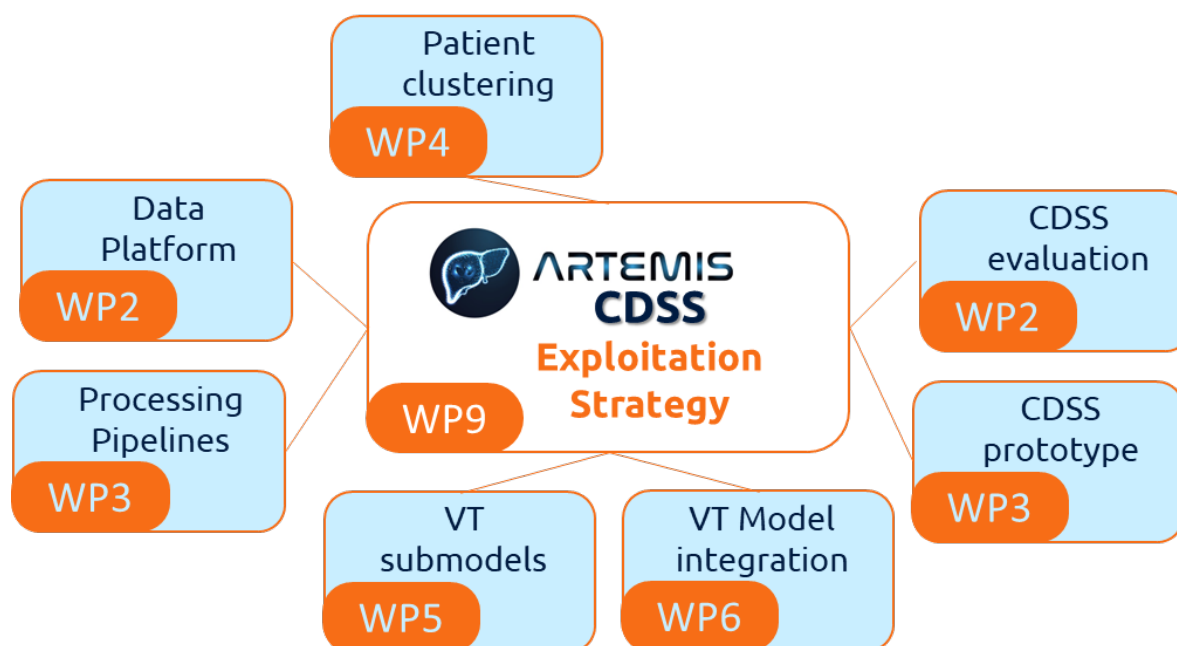 Patient
clustering
WP4
Data
Platform
WP2
CDSS
evaluation
WP2
ARTEMIS
CDSS
Exploitation
Strategy
WP9
Processing
Pipelines
WP3
CDSS
prototype
WP3
VT
submodels
WP5
VT Model
integration
WP6